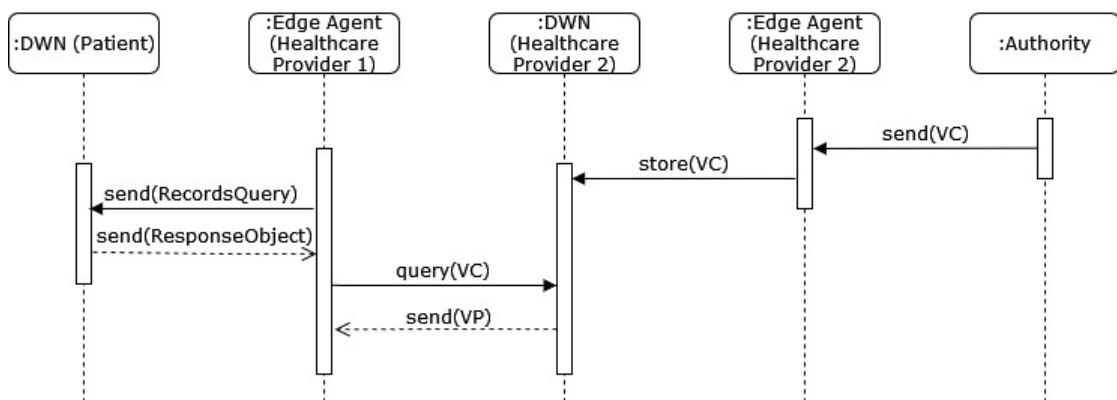 :DWN (Patient)
:Edge Agent
(Healthcare
Provider 1)
:DWN
(Healthcare
Provider 2)
:Edge Agent
(Healthcare
Provider 2)
:Authority
send(VC)
store(VC)
send(RecordsQuery)
send(ResponseObject)
query(VC)
send(VP)